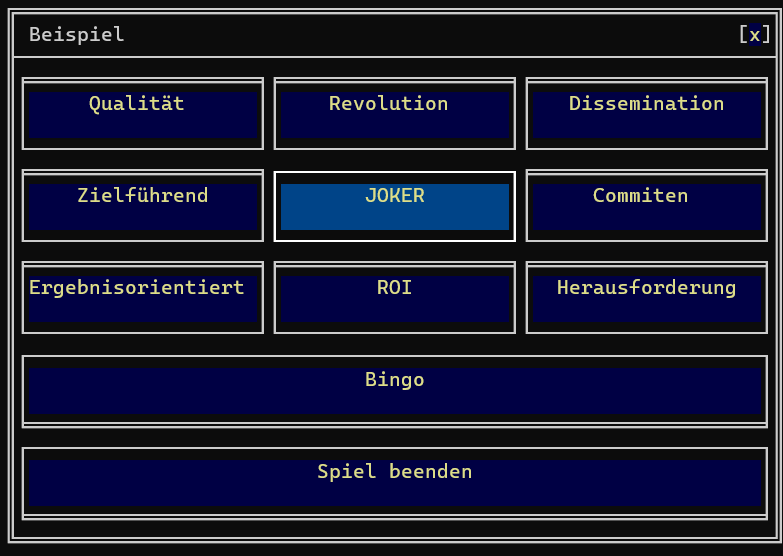 Beispiel [x]
Qualität Revolution Dissemination
Zielführend JOKER Commiten
Ergebnisorientiert ROI Herausforderung
Bingo
Spiel beenden